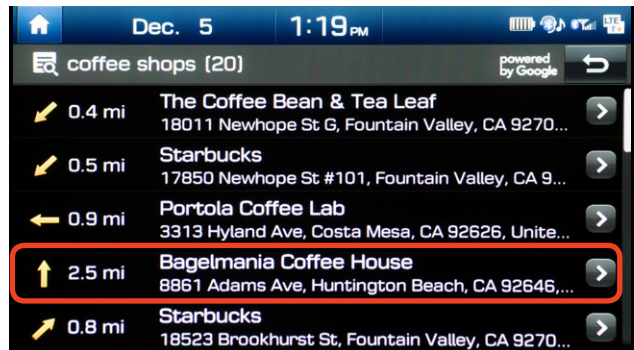 Dec. 5 1:19 PM LTE
coffee shops (20) powered
by Google
0.4 mi The Coffee Bean & Tea Leaf
18011 Newhope St G, Fountain Valley, CA 9270...
0.5 mi Starbucks
17850 Newhope St #101, Fountain Valley, CA 9...
0.9 mi Portola Coffee Lab
3313 Hyland Ave, Costa Mesa, CA 92626, Unite...
2.5 mi Bagelmania Coffee House
8861 Adams Ave, Huntington Beach, CA 92646,...
0.8 mi Starbucks
18523 Brookhurst St, Fountain Valley, CA 9270...